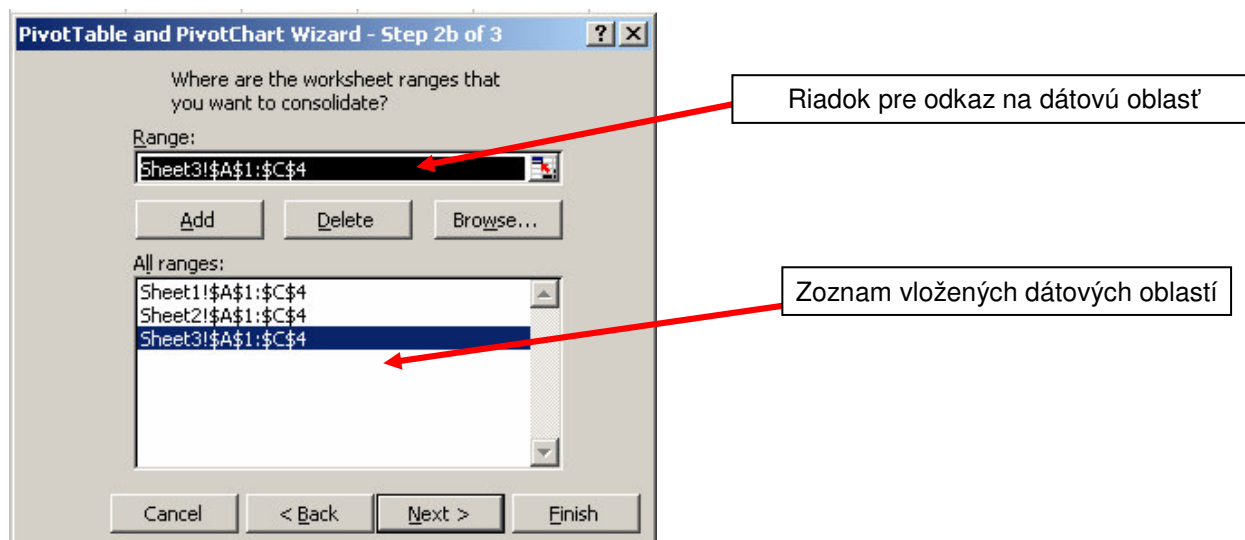 PivotTable and PivotChart Wizard - Step 2b of 3
Where are the worksheet ranges that
you want to consolidate?
Range:
Sheet3!$A$1:$C$4
Add
Delete
Browse...
All ranges:
Sheet1!$A$1:$C$4
Sheet2!$A$1:$C$4
Sheet3!$A$1:$C$4
Cancel
< Back
Next >
Finish
Riadok pre odkaz na dátovú oblasť
Zoznam vložených dátových oblastí